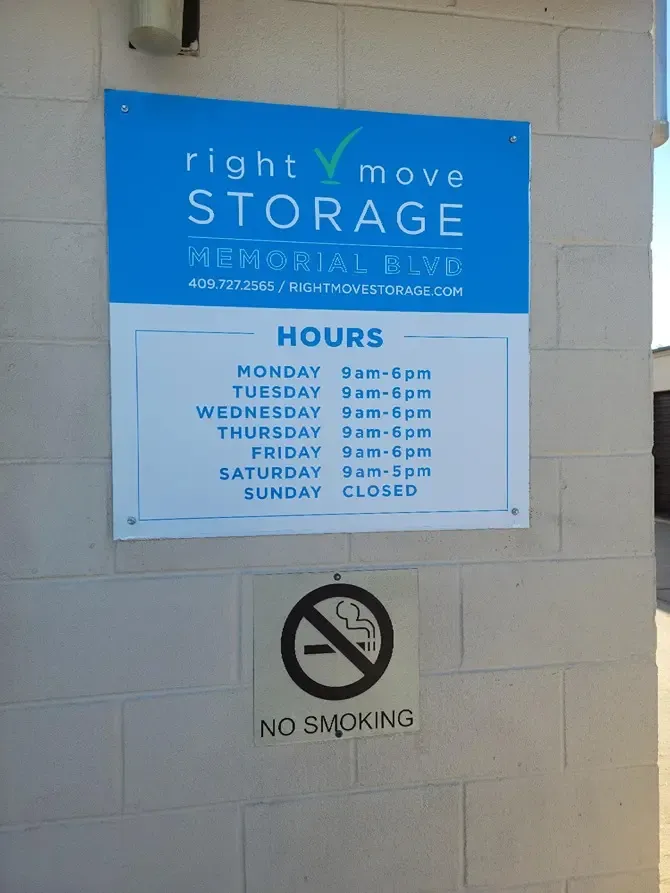 right move
STORAGE
MEMORIAL BLVD
409.727.2565 / RIGHTMOVESTORAGE.COM
HOURS
MONDAY 9am-6pm
TUESDAY 9am-6pm
WEDNESDAY 9am-6pm
THURSDAY 9am-6pm
FRIDAY 9am-6pm
SATURDAY 9am-5pm
SUNDAY CLOSED
NO SMOKING